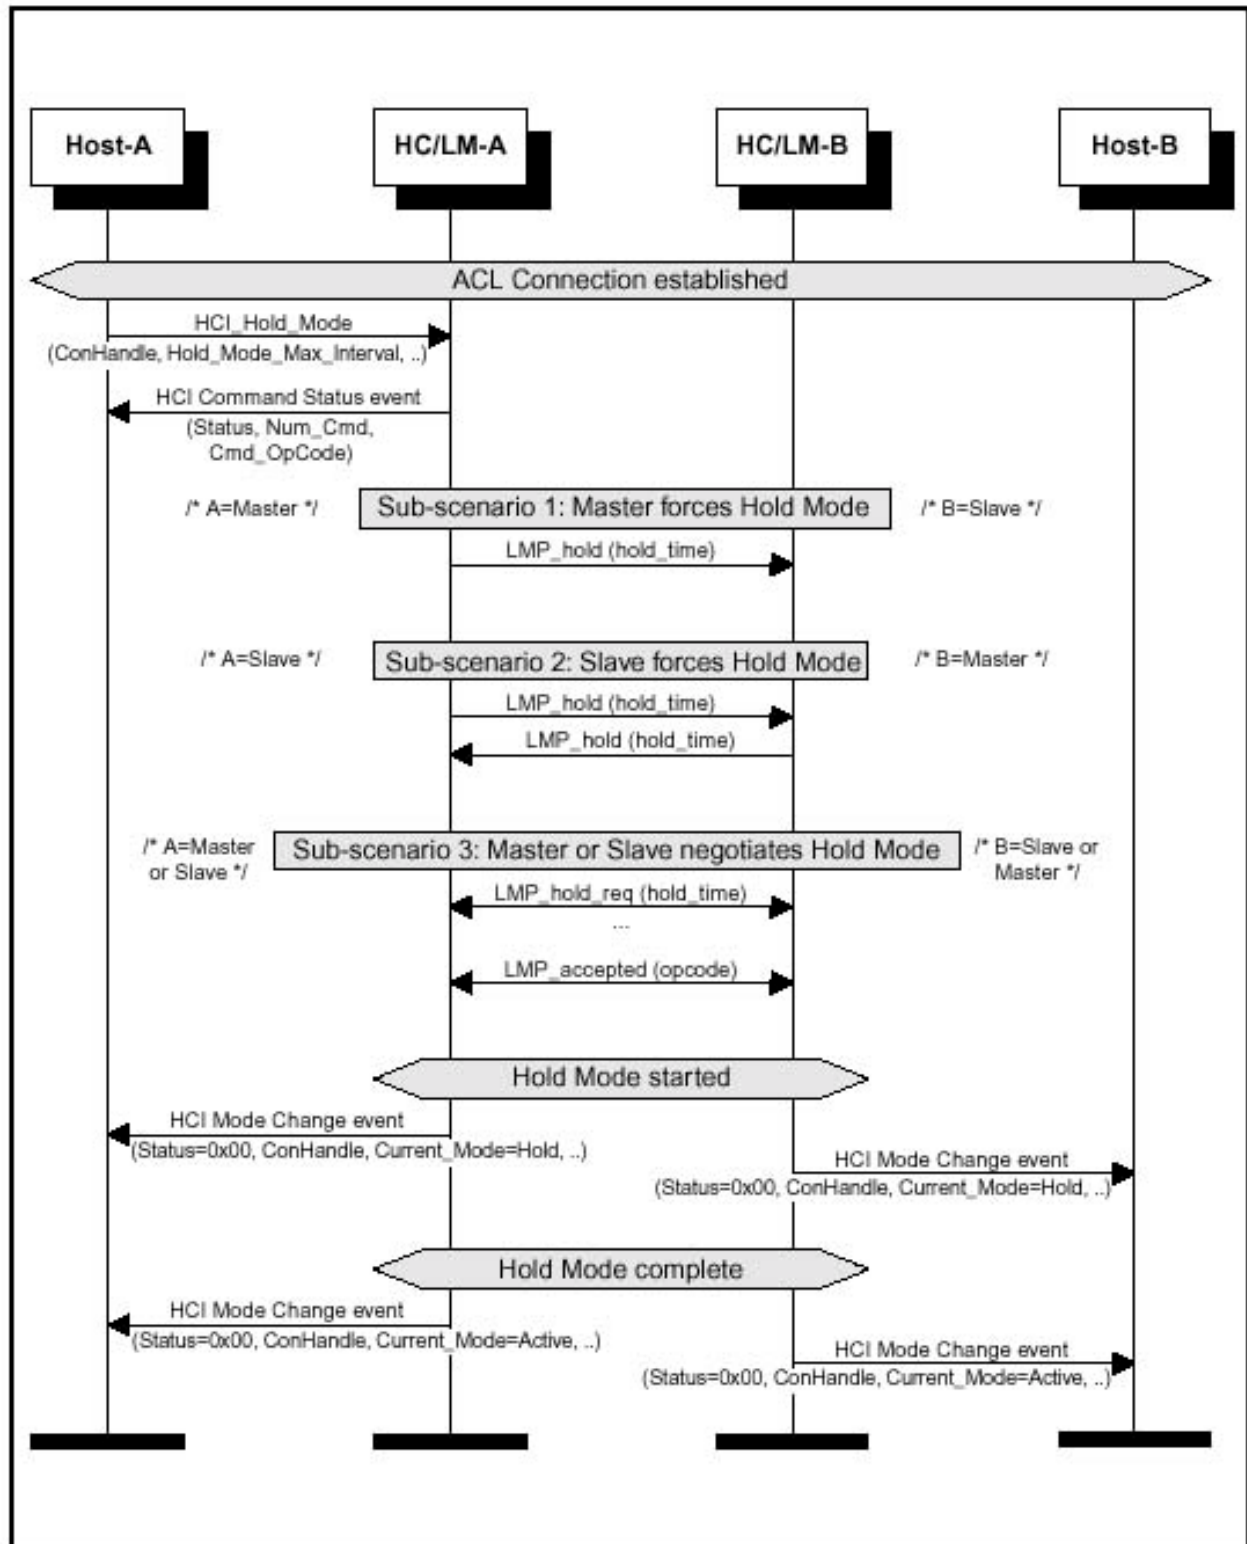 Host-A
HC/LM-A
HC/LM-B
Host-B
ACL Connection established
HCI_Hold_Mode
(ConHandle, Hold_Mode_Max_Interval, ..)
HCI Command Status event
(Status, Num_Cmd,
Cmd_OpCode)
/* A=Master */
Sub-scenario 1: Master forces Hold Mode
/* B=Slave */
LMP_hold (hold_time)
/* A=Slave */
Sub-scenario 2: Slave forces Hold Mode
/* B=Master */
LMP_hold (hold_time)
LMP_hold (hold_time)
/* A=Master
or Slave */
Sub-scenario 3: Master or Slave negotiates Hold Mode
/* B=Slave or
Master */
LMP_hold_req (hold_time)
...
LMP_accepted (opcode)
Hold Mode started
HCI Mode Change event
(Status=0x00, ConHandle, Current_Mode=Hold, ..)
HCI Mode Change event
(Status=0x00, ConHandle, Current_Mode=Hold, ..)
Hold Mode complete
HCI Mode Change event
(Status=0x00, ConHandle, Current_Mode=Active, ..)
HCI Mode Change event
(Status=0x00, ConHandle, Current_Mode=Active, ..)